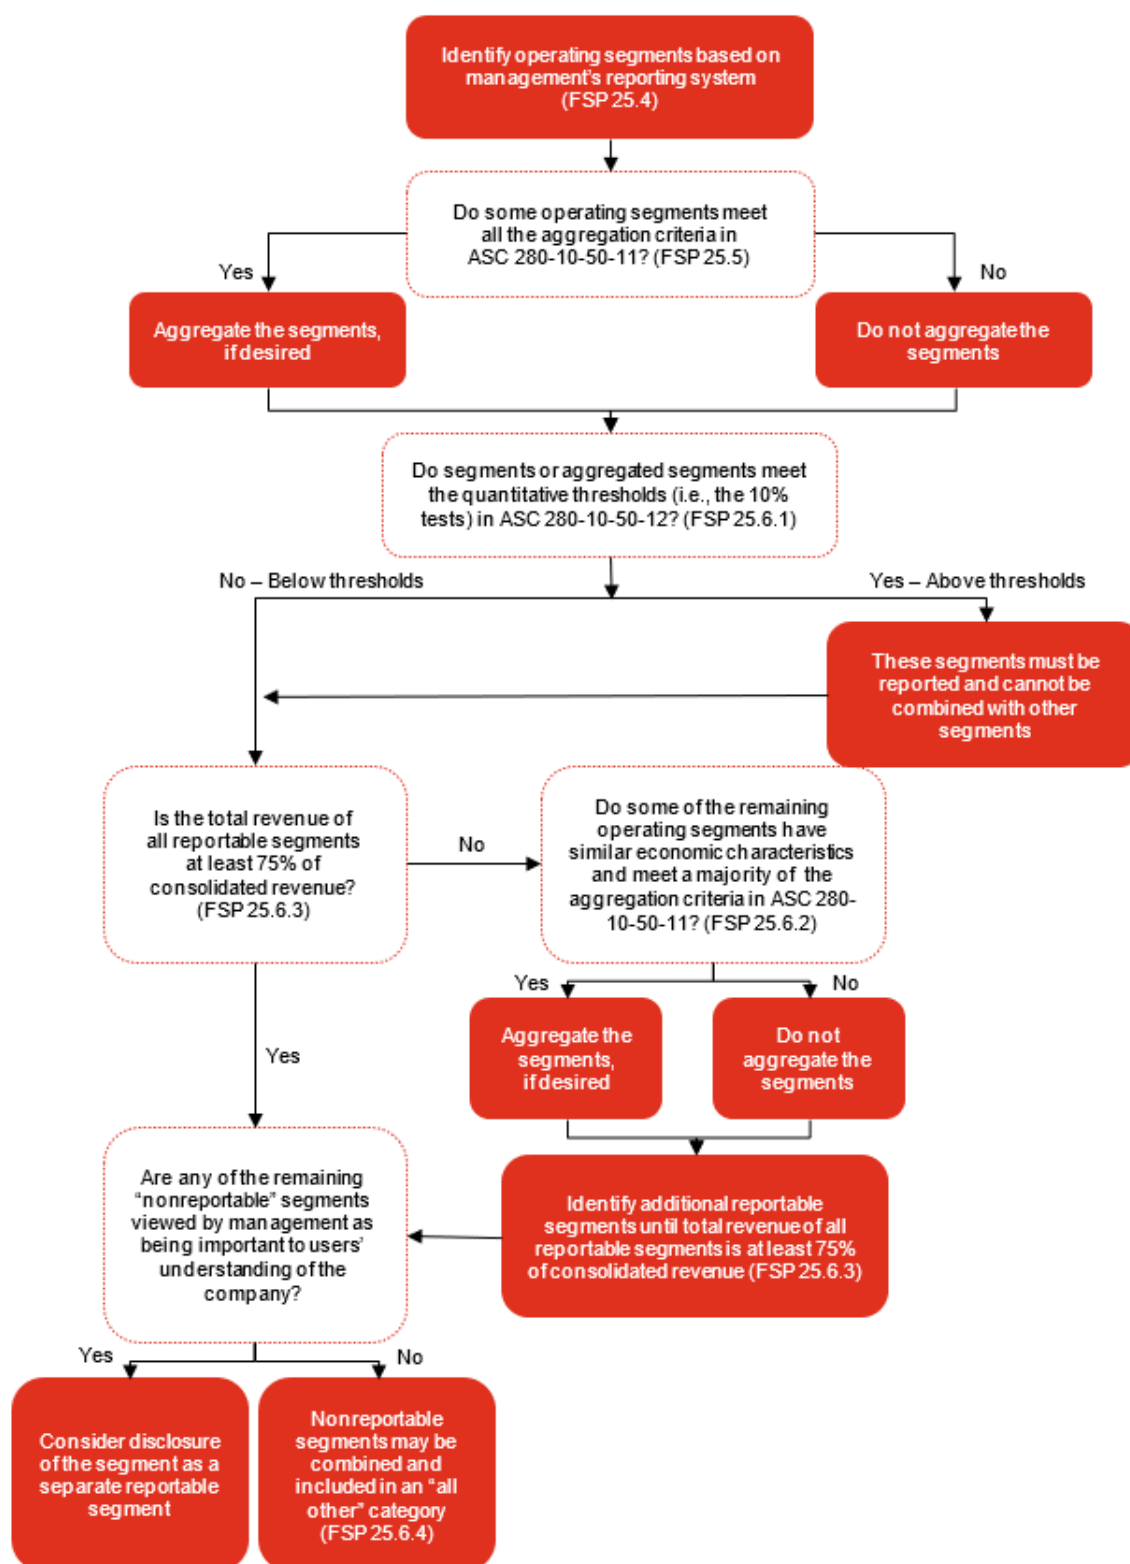 Identify operating segments based on
management's reporting system
(FSP 25.4)
Do some operating segments meet
all the aggregation criteria in
ASC 280-10-50-11? (FSP 25.5)
Yes
No
Aggregate the segments,
if desired
Do not aggregate the
segments
Do segments or aggregated segments meet
the quantitative thresholds (i.e., the 10%
tests) in ASC 280-10-50-12? (FSP 25.6.1)
No – Below thresholds
Yes – Above thresholds
These segments must be
reported and cannot be
combined with other
segments
Is the total revenue of
all reportable segments
at least 75% of
consolidated revenue?
(FSP 25.6.3)
No
Do some of the remaining
operating segments have
similar economic characteristics
and meet a majority of the
aggregation criteria in ASC 280-
10-50-11? (FSP 25.6.2)
Yes
No
Aggregate the
segments,
if desired
Do not
aggregate the
segments
Yes
Are any of the remaining
“nonreportable” segments
viewed by management as
being important to users’
understanding of the
company?
Identify additional reportable
segments until total revenue of all
reportable segments is at least 75%
of consolidated revenue (FSP 25.6.3)
Yes
No
Consider disclosure
of the segment as a
separate reportable
segment
Nonreportable
segments may be
combined and
included in an “all
other” category
(FSP 25.6.4)